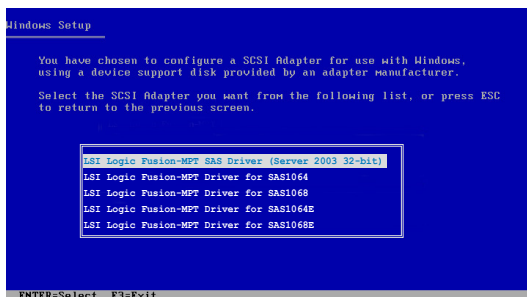 Windows Setup
You have chosen to configure a SCSI Adapter for use with Windows,
using a device support disk provided by an adapter manufacturer.
Select the SCSI Adapter you want from the following list, or press ESC
to return to the previous screen.
LSI Logic Fusion-MPT SAS Driver (Server 2003 32-bit)
LSI Logic Fusion-MPT Driver for SAS1064
LSI Logic Fusion-MPT Driver for SAS1068
LSI Logic Fusion-MPT Driver for SAS1064E
LSI Logic Fusion-MPT Driver for SAS1068E
ENTER=Select F3=Exit